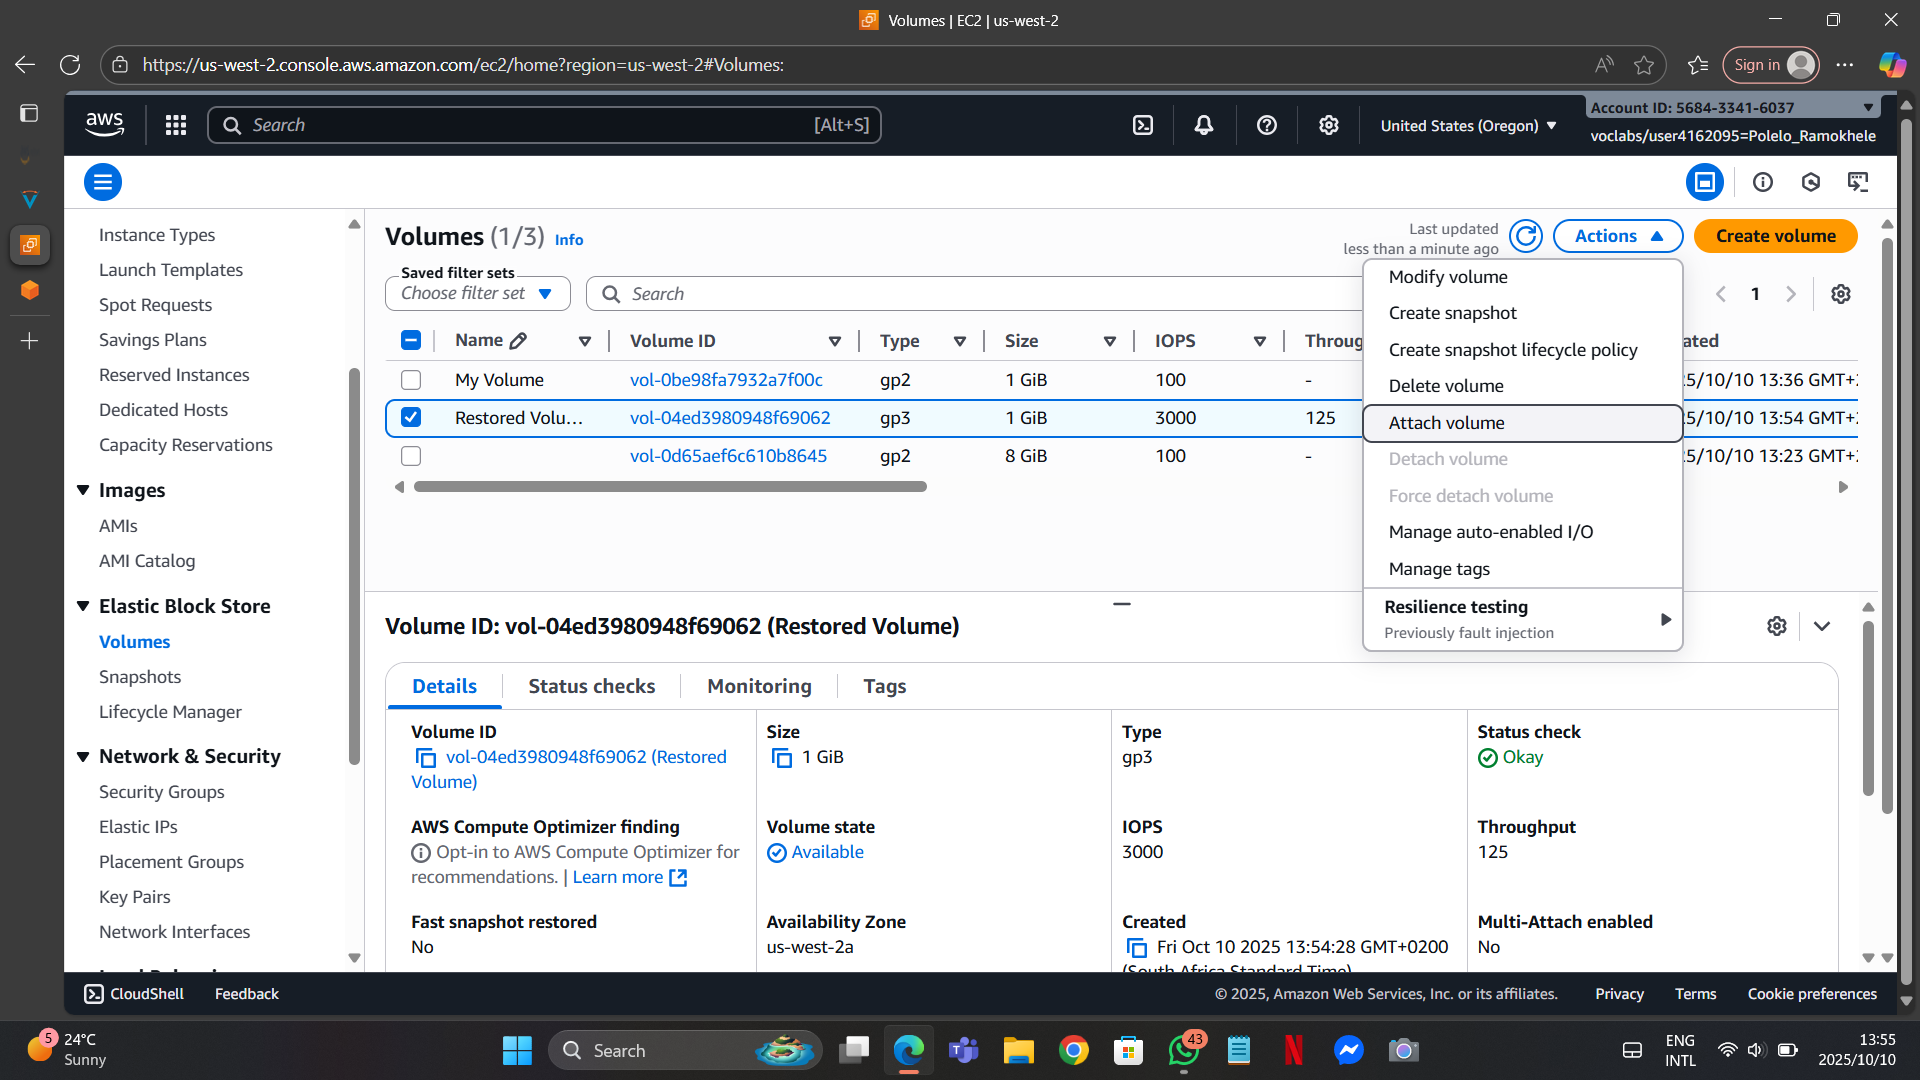 Volumes | EC2 | us-west-2
https://us-west-2.console.aws.amazon.com/ec2/home?region=us-west-2#Volumes:
Sign in
aws
Search
[Alt+S]
United States (Oregon)
Account ID: 5684-3341-6037
voclabs/user4162095=Polelo_Ramokhele
Instance Types
Launch Templates
Spot Requests
Savings Plans
Reserved Instances
Dedicated Hosts
Capacity Reservations
Images
AMIs
AMI Catalog
Elastic Block Store
Volumes
Snapshots
Lifecycle Manager
Network & Security
Security Groups
Elastic IPs
Placement Groups
Key Pairs
Network Interfaces
Volumes (1/3) Info
Last updated
less than a minute ago
Actions
Create volume
Saved filter sets
Choose filter set
Search
1
Name Volume ID Type Size IOPS Throug
ated
My Volume vol-0be98fa7932a7f00c gp2 1 GiB 100 -
5/10/10 13:36 GMT+
Restored Volu... vol-04ed3980948f69062 gp3 1 GiB 3000 125
5/10/10 13:54 GMT+
vol-0d65aef6c610b8645 gp2 8 GiB 100 -
5/10/10 13:23 GMT+
Modify volume
Create snapshot
Create snapshot lifecycle policy
Delete volume
Attach volume
Detach volume
Force detach volume
Manage auto-enabled I/O
Manage tags
Resilience testing
Previously fault injection
Volume ID: vol-04ed3980948f69062 (Restored Volume)
Details Status checks Monitoring Tags
Volume ID
vol-04ed3980948f69062 (Restored
Volume)
Size
1 GiB
Type
gp3
Status check
Okay
AWS Compute Optimizer finding
Opt-in to AWS Compute Optimizer for
recommendations. | Learn more
Volume state
Available
IOPS
3000
Throughput
125
Fast snapshot restored
No
Availability Zone
us-west-2a
Created
Fri Oct 10 2025 13:54:28 GMT+0200
(South Africa Standard Time)
Multi-Attach enabled
No
CloudShell Feedback
© 2025, Amazon Web Services, Inc. or its affiliates. Privacy Terms Cookie preferences
5
24°C
Sunny
Search
43
ENG
INTL
13:55
2025/10/10